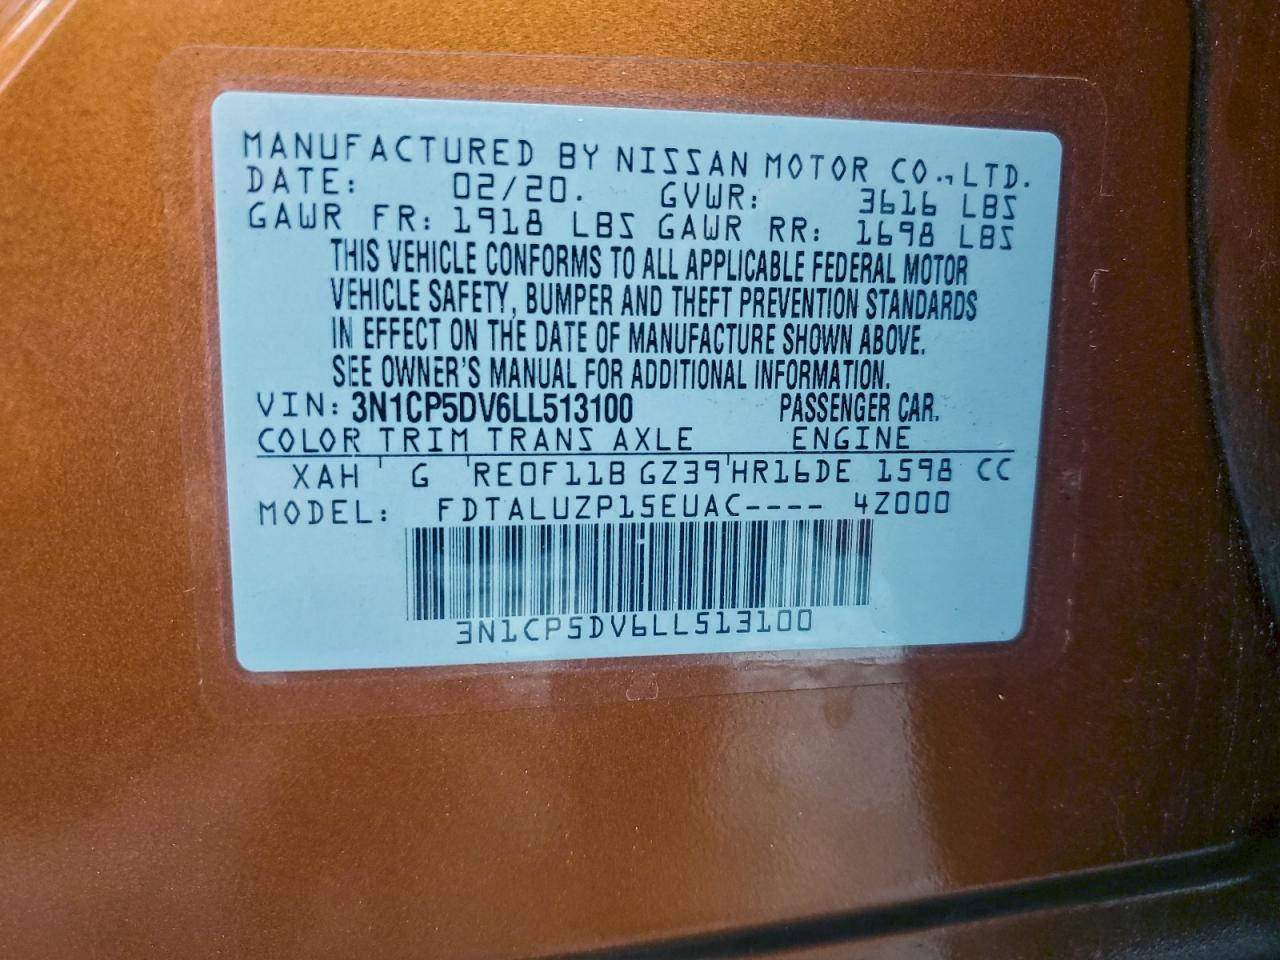 MANUFACTURED BY NISSAN MOTOR CO.,LTD.
DATE: 02/20. GVWR: 3616 LBS
GAWR FR: 1918 LBS GAWR RR: 1698 LBS
THIS VEHICLE CONFORMS TO ALL APPLICABLE FEDERAL MOTOR
VEHICLE SAFETY, BUMPER AND THEFT PREVENTION STANDARDS
IN EFFECT ON THE DATE OF MANUFACTURE SHOWN ABOVE.
SEE OWNER'S MANUAL FOR ADDITIONAL INFORMATION.
VIN: 3N1CP5DV6LL513100 PASSENGER CAR.
COLOR TRIM TRANS AXLE ENGINE
XAH G RE0F11B GZ39 HR16DE 1598 CC
MODEL: FDTALUZP15EUAC---- 4Z000
3N1CP5DV6LL513100